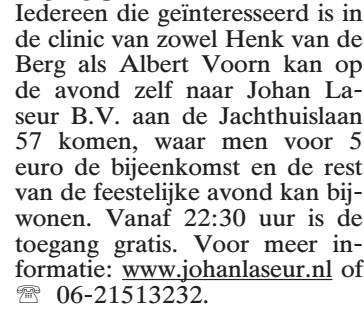 Iedereen die geïnteresseerd is in
de clinic van zowel Henk van de
Berg als Albert Voorn kan op
de avond zelf naar Johan La-
seur B.V. aan de Jachthuislaan
57 komen, waar men voor 5
euro de bijeenkomst en de rest
van de feestelijke avond kan bij-
wonen. Vanaf 22:30 uur is de
toegang gratis. Voor meer in-
formatie: www.johanlaseur.nl of
☏ 06-21513232.